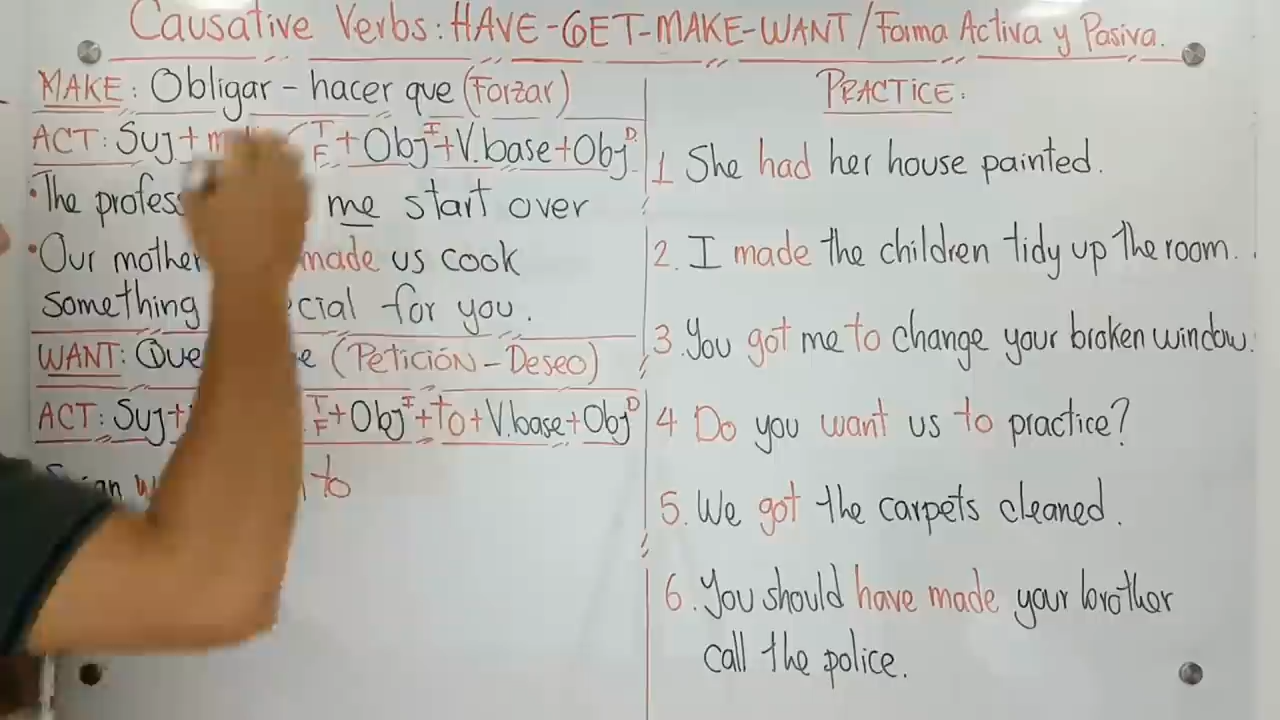 Causative Verbs: HAVE-GET-MAKE-WANT/Forma Activa y Pasiva.
MAKE: Obligar - hacer que (Forzar)
ACT: Suj + T F + Obj I + V.base + Obj D.
• The me start over
• Our mother made us cook
something for you.
WANT: (Petición - Deseo)
ACT: Suj + T F + Obj I + to + V.base + Obj D
to
PRACTICE:
1 She had her house painted.
2. I made the children tidy up the room.
3. You got me to change your broken window.
4 Do you want us to practice?
5. We got the carpets cleaned.
6. You should have made your brother
call the police.